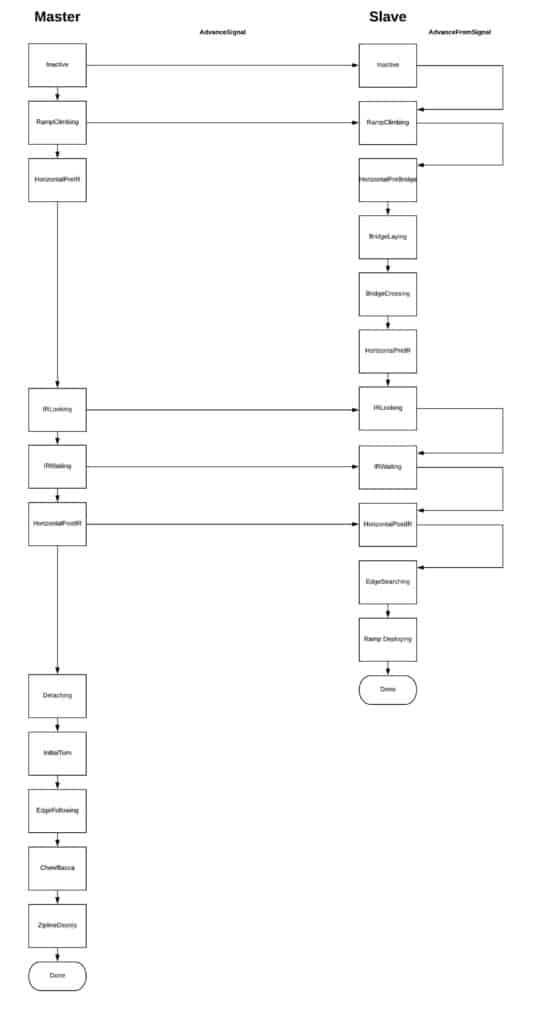 Master
Slave
AdvanceSignal
AdvanceFromSignal
Inactive
Inactive
RampClimbing
RampClimbing
HorizontalPreIR
HorizontalPreBridge
BridgeLaying
BridgeCrossing
HorizontalPreIR
IRLooking
IRLooking
IRWaiting
IRWaiting
HorizontalPostIR
HorizontalPostIR
EdgeSearching
Ramp Deploying
Detaching
Done
InitialTurn
EdgeFollowing
ChewBacca
Done